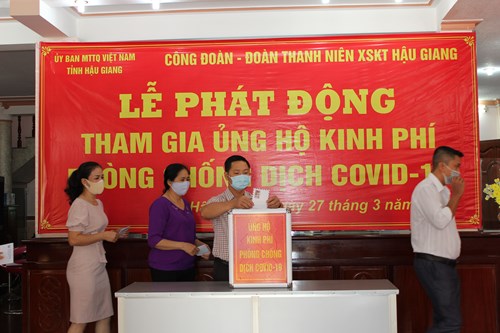 ỦY BAN MTTQ VIỆT NAM
TỈNH HẬU GIANG
CÔNG ĐOÀN - ĐOÀN THANH NIÊN XSKT HẬU GIANG
LỄ PHÁT ĐỘNG
THAM GIA ỦNG HỘ KINH PHÍ
DỊCH COVID-1
27 tháng 3 năm
ỦNG HỘ
KINH PHÍ
PHÒNG CHỐNG
DỊCH COVID-19